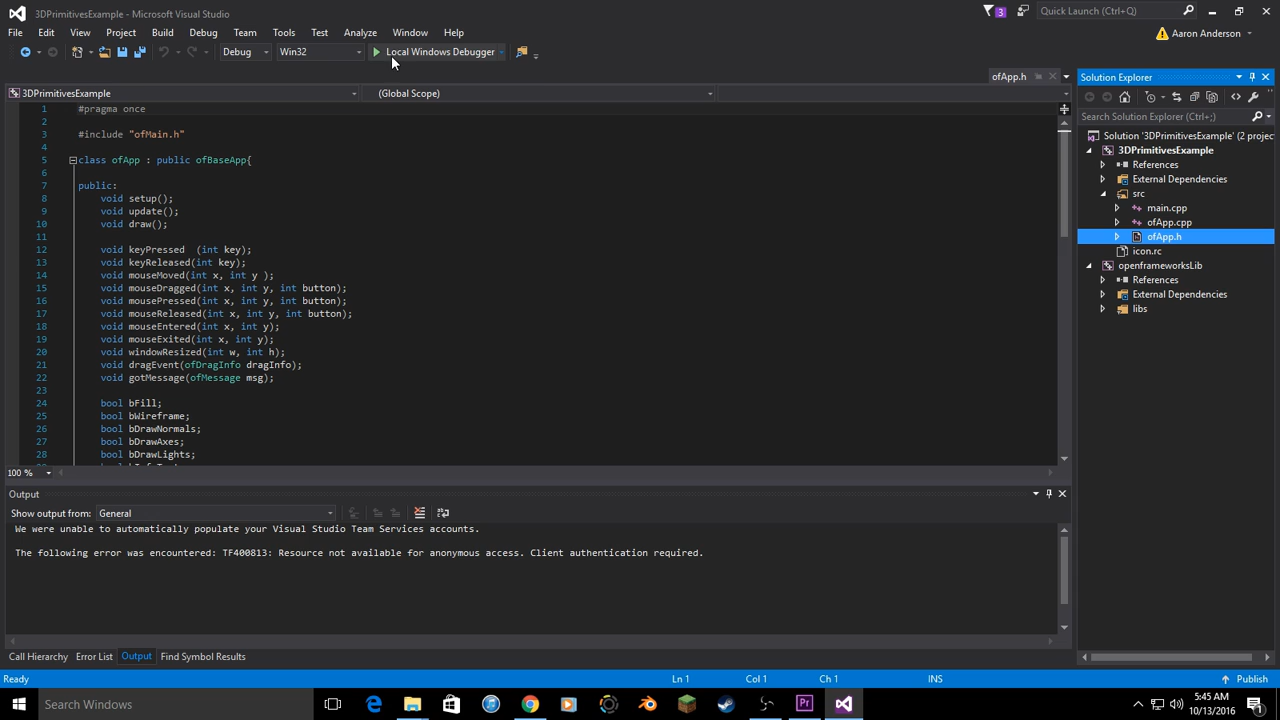 3DPrimitivesExample - Microsoft Visual Studio
3
Quick Launch (Ctrl+Q)
File Edit View Project Build Debug Team Tools Test Analyze Window Help
Aaron Anderson
Debug Win32 Local Windows Debugger
ofApp.h
Solution Explorer
3DPrimitivesExample (Global Scope)
Search Solution Explorer (Ctrl+;)
Solution '3DPrimitivesExample' (2 projec
3DPrimitivesExample
References
External Dependencies
src
main.cpp
ofApp.cpp
ofApp.h
icon.rc
openframeworksLib
References
External Dependencies
libs
1 #pragma once
2
3 #include "ofMain.h"
4
5 class ofApp : public ofBaseApp{
6
7 public:
8 void setup();
9 void update();
10 void draw();
11
12 void keyPressed  (int key);
13 void keyReleased(int key);
14 void mouseMoved(int x, int y );
15 void mouseDragged(int x, int y, int button);
16 void mousePressed(int x, int y, int button);
17 void mouseReleased(int x, int y, int button);
18 void mouseEntered(int x, int y);
19 void mouseExited(int x, int y);
20 void windowResized(int w, int h);
21 void dragEvent(ofDragInfo dragInfo);
22 void gotMessage(ofMessage msg);
23
24 bool bFill;
25 bool bWireframe;
26 bool bDrawNormals;
27 bool bDrawAxes;
28 bool bDrawLights;
100 %
Output
Show output from: General
We were unable to automatically populate your Visual Studio Team Services accounts.
The following error was encountered: TF400813: Resource not available for anonymous access. Client authentication required.
Call Hierarchy Error List Output Find Symbol Results
Ready Ln 1 Col 1 Ch 1 INS Publish
Search Windows
Pr
5:45 AM
10/13/2016
1